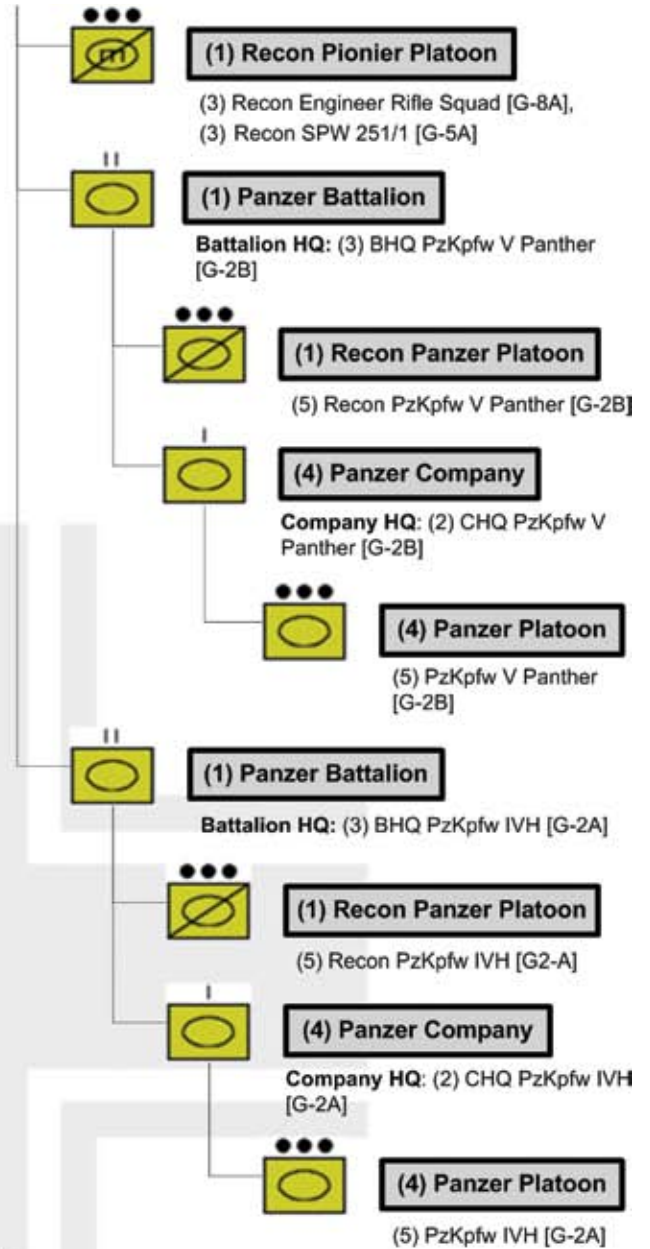 (1) Recon Pionier Platoon
(3) Recon Engineer Rifle Squad [G-8A],
(3) Recon SPW 251/1 [G-5A]
(1) Panzer Battalion
Battalion HQ: (3) BHQ PzKpfw V Panther
[G-2B]
(1) Recon Panzer Platoon
(5) Recon PzKpfw V Panther [G-2B]
(4) Panzer Company
Company HQ: (2) CHQ PzKpfw V
Panther [G-2B]
(4) Panzer Platoon
(5) PzKpfw V Panther
[G-2B]
(1) Panzer Battalion
Battalion HQ: (3) BHQ PzKpfw IVH [G-2A]
(1) Recon Panzer Platoon
(5) Recon PzKpfw IVH [G2-A]
(4) Panzer Company
Company HQ: (2) CHQ PzKpfw IVH
[G-2A]
(4) Panzer Platoon
(5) PzKpfw IVH [G-2A]